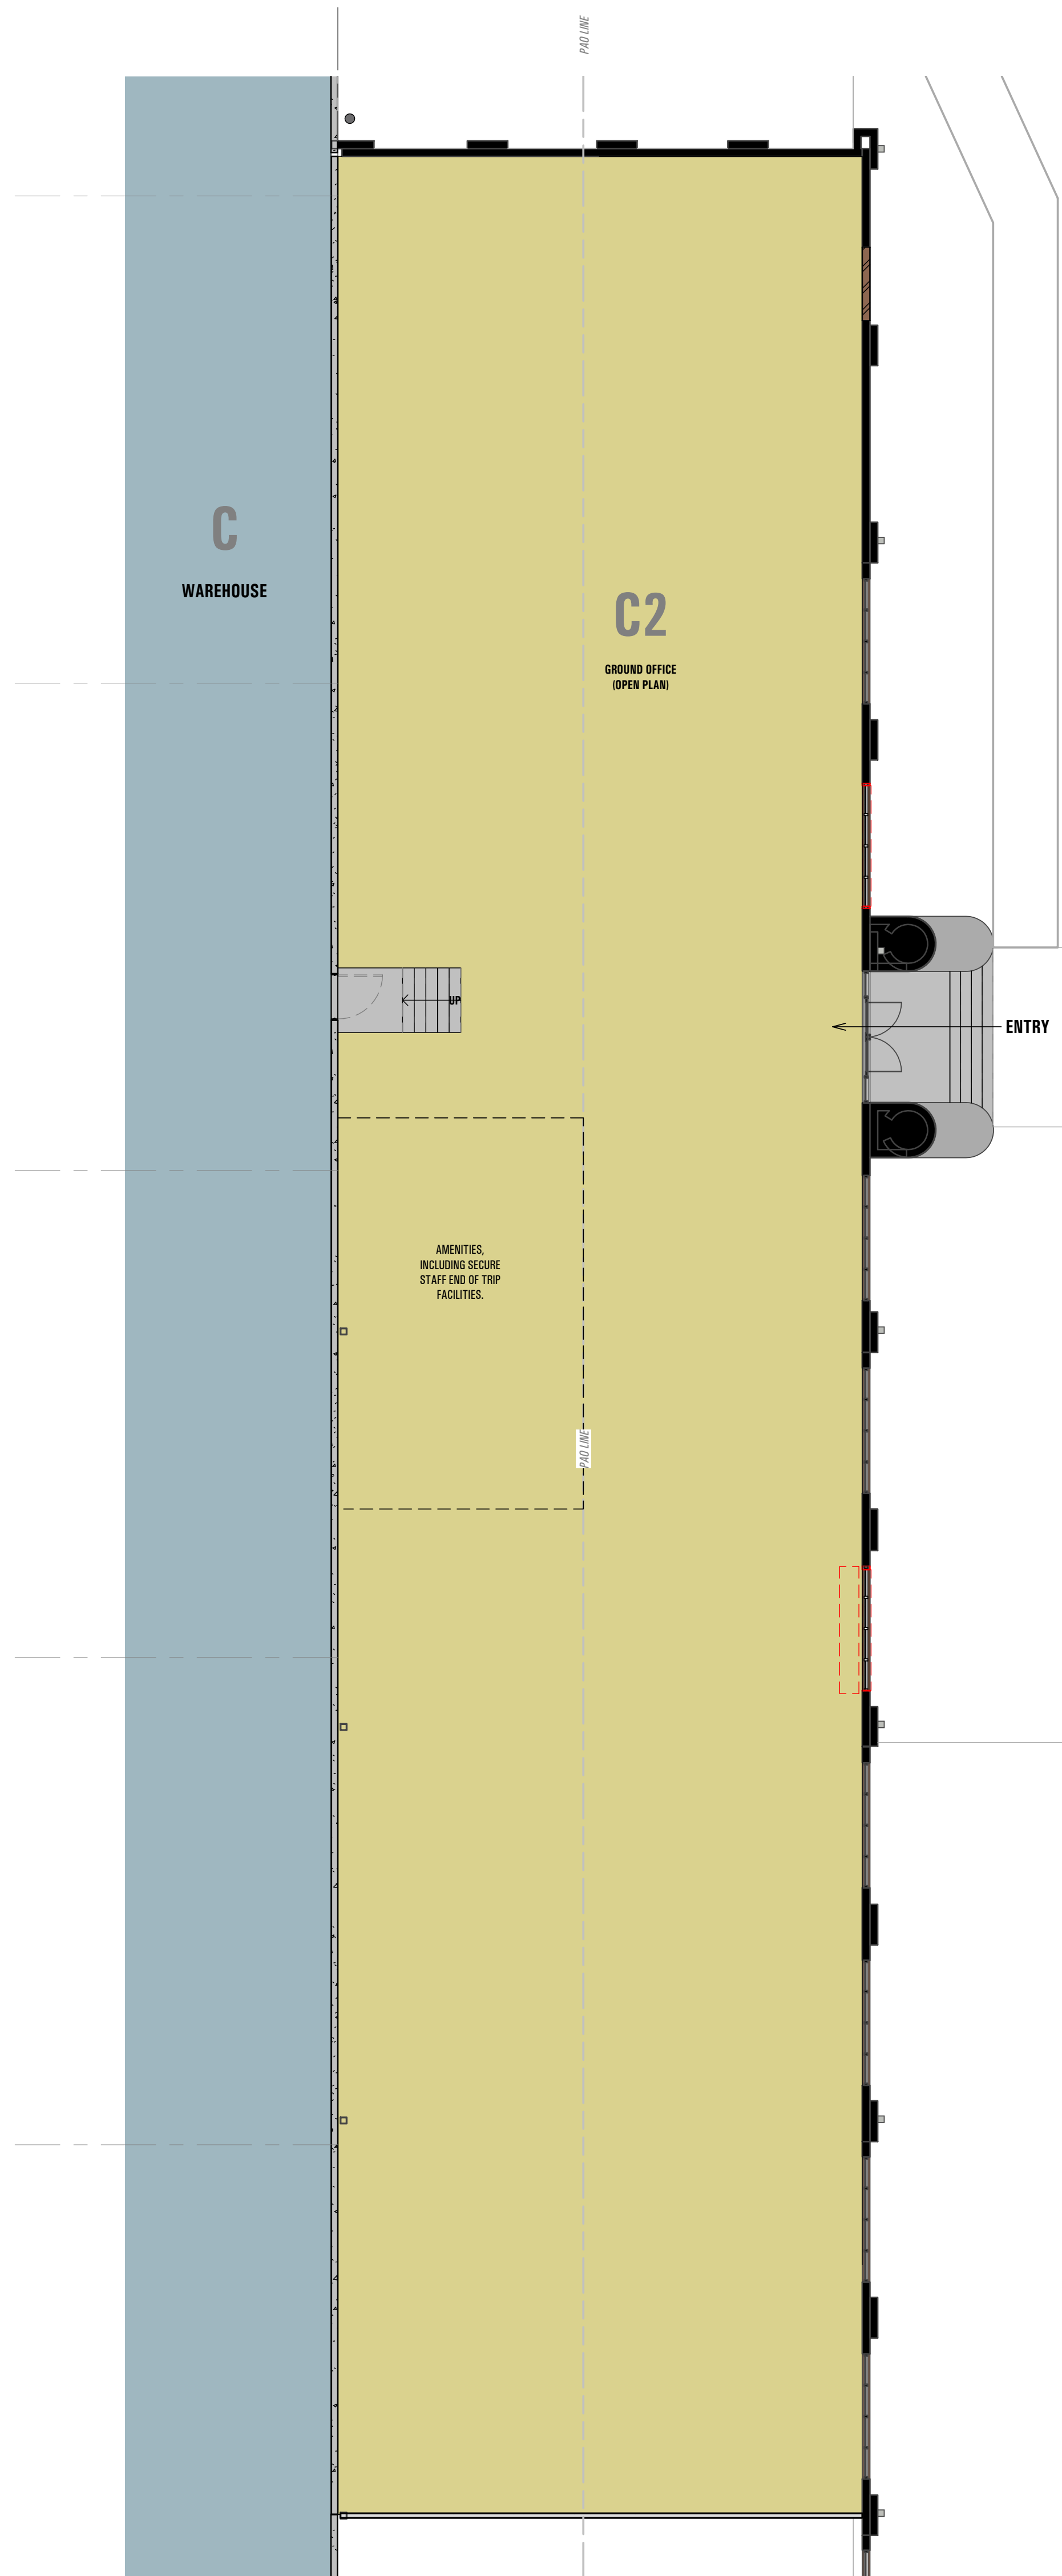 PAO LINE
C
WAREHOUSE
C2
GROUND OFFICE
(OPEN PLAN)
UP
ENTRY
AMENITIES,
INCLUDING SECURE
STAFF END OF TRIP
FACILITIES.
PAO LINE